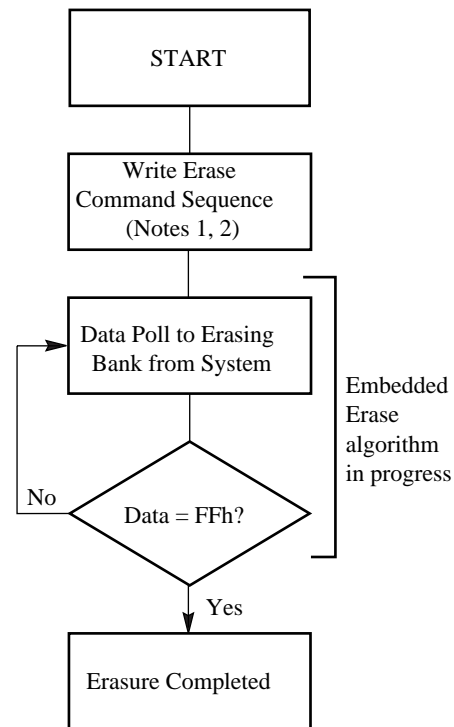 START
Write Erase
Command Sequence
(Notes 1, 2)
Data Poll to Erasing
Bank from System
Embedded
Erase
algorithm
in progress
No
Data = FFh?
Yes
Erasure Completed